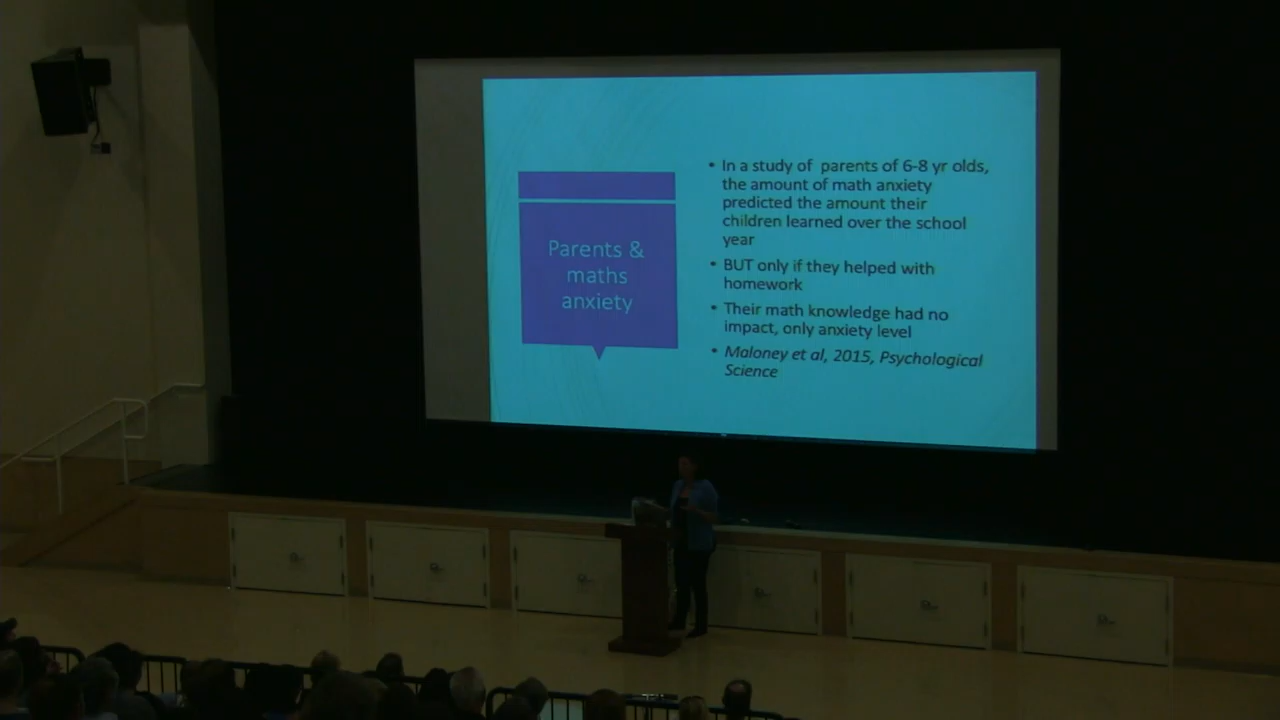 Parents &
maths
anxiety
• In a study of parents of 6-8 yr olds,
the amount of math anxiety
predicted the amount their
children learned over the school
year
• BUT only if they helped with
homework
• Their math knowledge had no
impact, only anxiety level
• Maloney et al, 2015, Psychological
Science